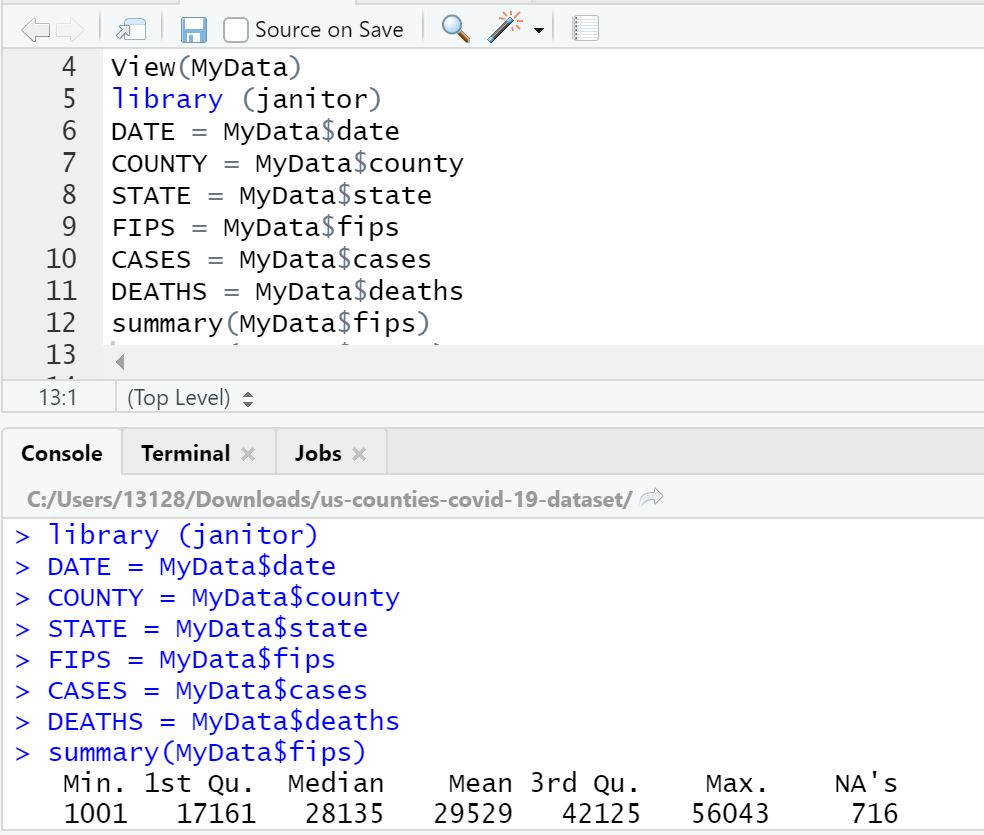 Source on Save
4 View(MyData)
5 library (janitor)
6 DATE = MyData$date
7 COUNTY = MyData$county
8 STATE = MyData$state
9 FIPS = MyData$fips
10 CASES = MyData$cases
11 DEATHS = MyData$deaths
12 summary(MyData$fips)
13
13:1 (Top Level)
Console Terminal Jobs
C:/Users/13128/Downloads/us-counties-covid-19-dataset/
> library (janitor)
> DATE = MyData$date
> COUNTY = MyData$county
> STATE = MyData$state
> FIPS = MyData$fips
> CASES = MyData$cases
> DEATHS = MyData$deaths
> summary(MyData$fips)
Min. 1st Qu. Median Mean 3rd Qu. Max. NA's
1001 17161 28135 29529 42125 56043 716